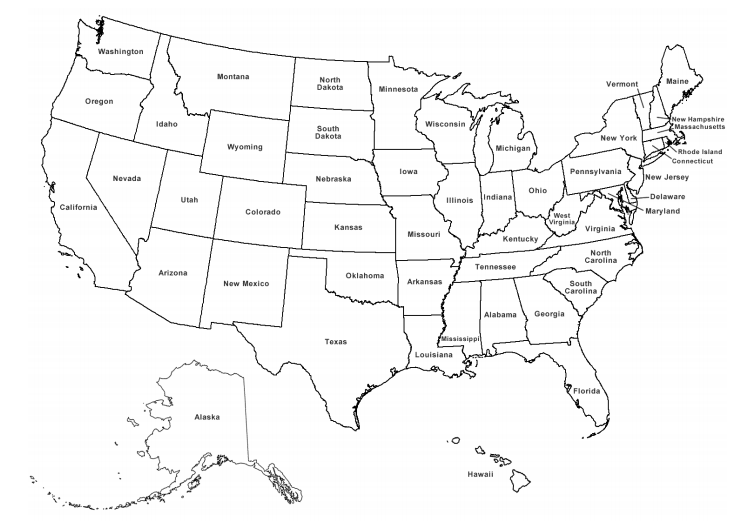 Washington
Montana
North
Dakota
Minnesota
Vermont
Maine
Oregon
Idaho
Wisconsin
Michigan
New York
New Hampshire
Massachusetts
South
Dakota
Wyoming
Rhode Island
Connecticut
Nevada
Utah
Nebraska
Iowa
Pennsylvania
New Jersey
California
Colorado
Illinois
Indiana
Ohio
Delaware
Maryland
Kansas
Missouri
West
Virginia
Virginia
Kentucky
Arizona
New Mexico
Oklahoma
Arkansas
Tennessee
North
Carolina
South
Carolina
Texas
Mississippi
Alabama
Georgia
Louisiana
Florida
Alaska
Hawaii